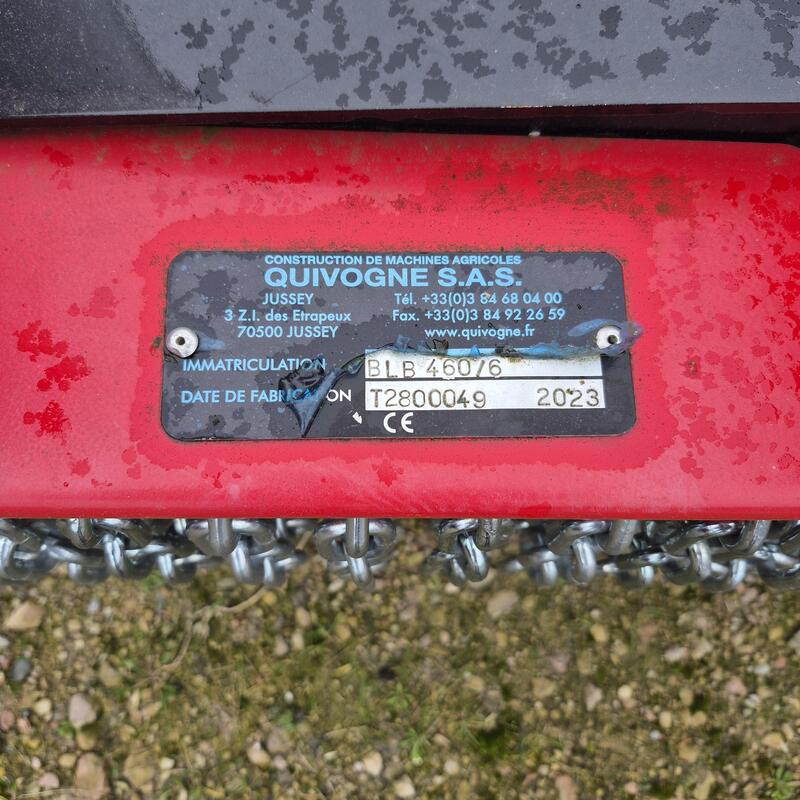 CONSTRUCTION DE MACHINES AGRICOLES
QUIVOGNE S.A.S.
JUSSEY Tél. +33(0)3 84 68 04 00
3 Z.I. des Etrapeux Fax. +33(0)3 84 92 26 59
70500 JUSSEY www.quivogne.fr
IMMATRICULATION BLB 460/6
DATE DE FABRICATION T2800049 2023
CE